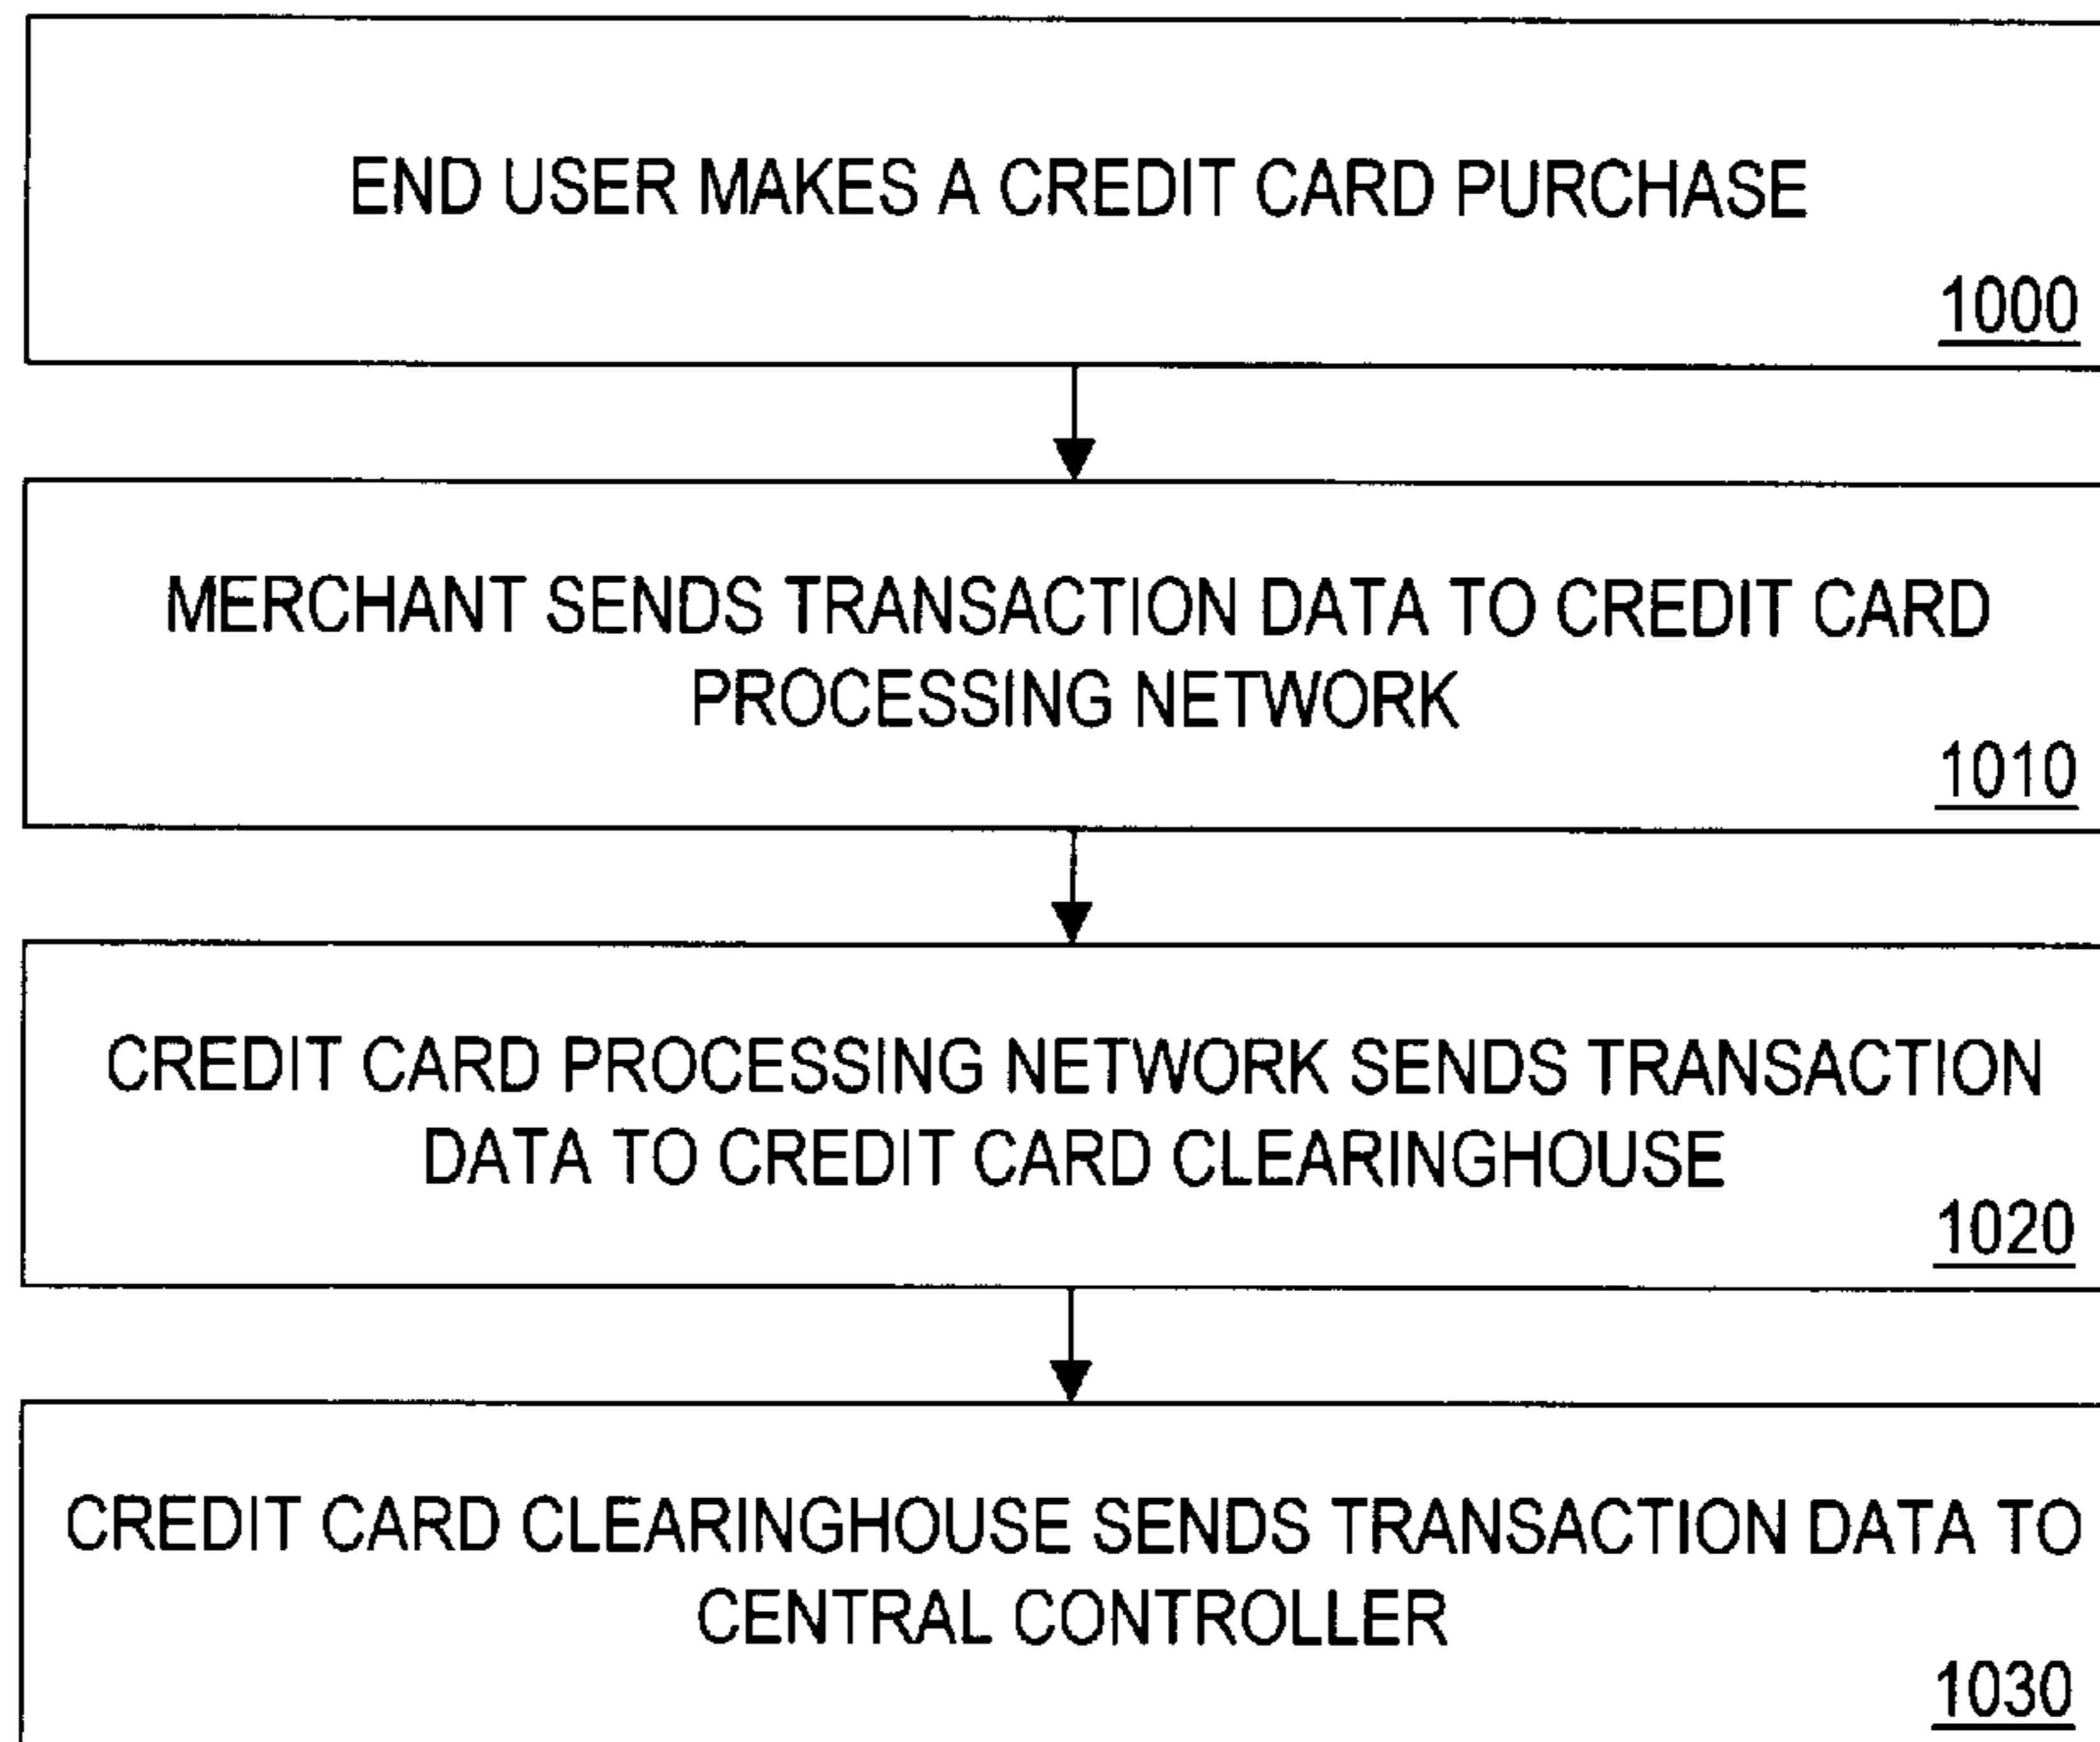 END USER MAKES A CREDIT CARD PURCHASE
1000
MERCHANT SENDS TRANSACTION DATA TO CREDIT CARD
PROCESSING NETWORK
1010
CREDIT CARD PROCESSING NETWORK SENDS TRANSACTION
DATA TO CREDIT CARD CLEARINGHOUSE
1020
CREDIT CARD CLEARINGHOUSE SENDS TRANSACTION DATA TO
CENTRAL CONTROLLER
1030